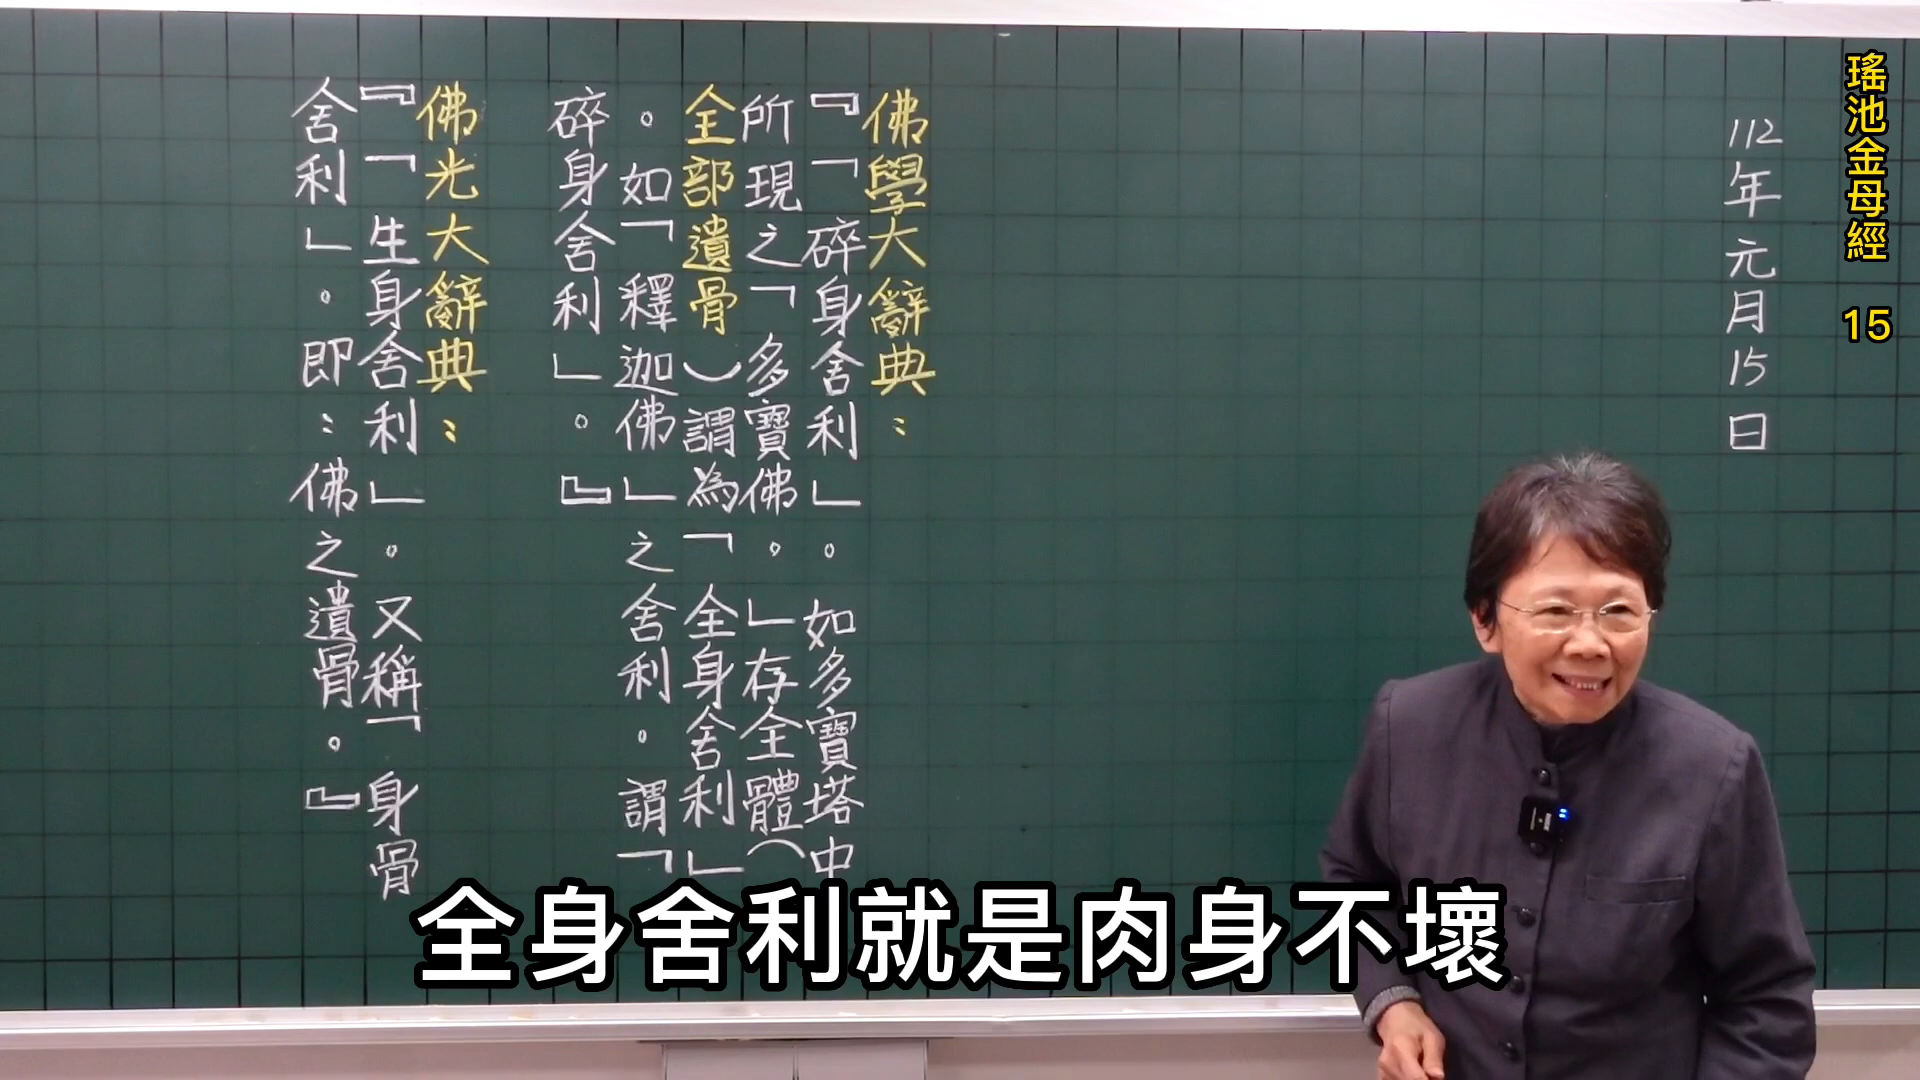 瑤池金母經 15
112年元月15日
佛學大辭典：
『「碎身舍利」。如多寶塔中
所現之「多寶佛。」存全體（
全部遺骨）謂為「全身舍利」
。如「釋迦佛」之舍利。謂「
碎身舍利」。』
佛光大辭典：
『「生身舍利」。又稱「身骨
舍利」。即：佛之遺骨。』
全身舍利就是肉身不壞